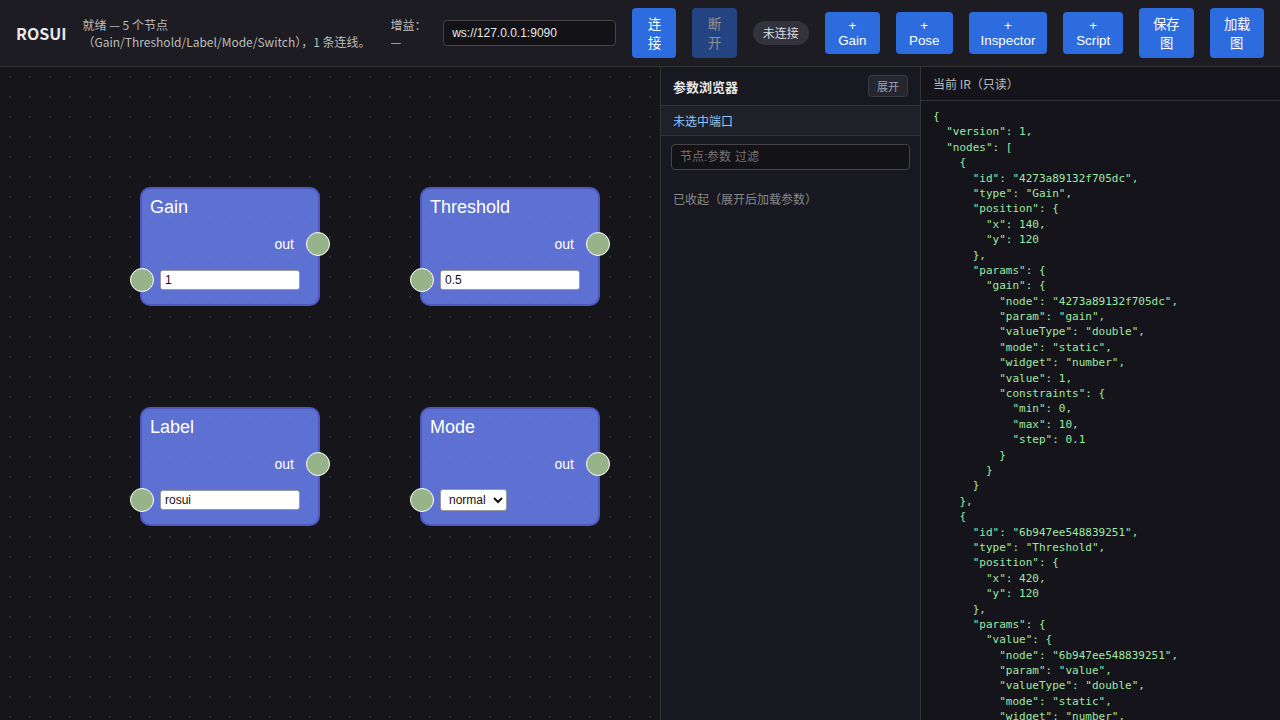 ROSUI
就绪 — 5 个节点
（Gain/Threshold/Label/Mode/Switch），1 条连线。
增益：
—
ws://127.0.0.1:9090
连
接
断
开
未连接
+
Gain
+
Pose
+
Inspector
+
Script
保存
图
加载
图
Gain
out
1
Threshold
out
0.5
Label
out
rosui
Mode
out
normal
参数浏览器
展开
未选中端口
节点:参数 过滤
已收起（展开后加载参数）
当前 IR（只读）
{
"version": 1,
"nodes": [
{
"id": "4273a89132f705dc",
"type": "Gain",
"position": {
"x": 140,
"y": 120
},
"params": {
"gain": {
"node": "4273a89132f705dc",
"param": "gain",
"valueType": "double",
"mode": "static",
"widget": "number",
"value": 1,
"constraints": {
"min": 0,
"max": 10,
"step": 0.1
}
}
}
},
{
"id": "6b947ee548839251",
"type": "Threshold",
"position": {
"x": 420,
"y": 120
},
"params": {
"value": {
"node": "6b947ee548839251",
"param": "value",
"valueType": "double",
"mode": "static",
"widget": "number",